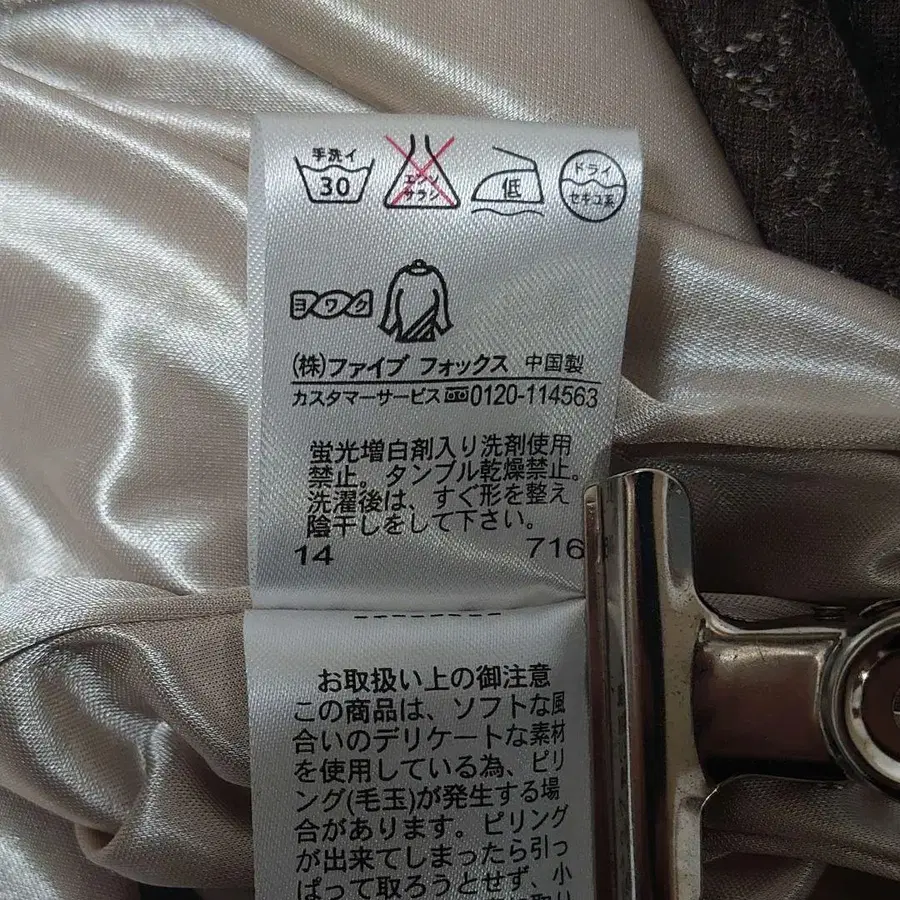 手洗イ
30
エンソ
サラシ
低
ドライ
セキユ系
ヨワク
(株)ファイブ フォックス 中国製
カスタマーサービス 0120-114563
蛍光増白剤入り洗剤使用
禁止。タンブル乾燥禁止。
洗濯後は、すぐ形を整え
陰干しをして下さい。
14 716
お取扱い上の御注意
この商品は、ソフトな風
合いのデリケートな素材
を使用している為、ピリ
ング(毛玉)が発生する場
合があります。ピリング
が出来てしまったら引っ
ぱって取ろうとせず、小